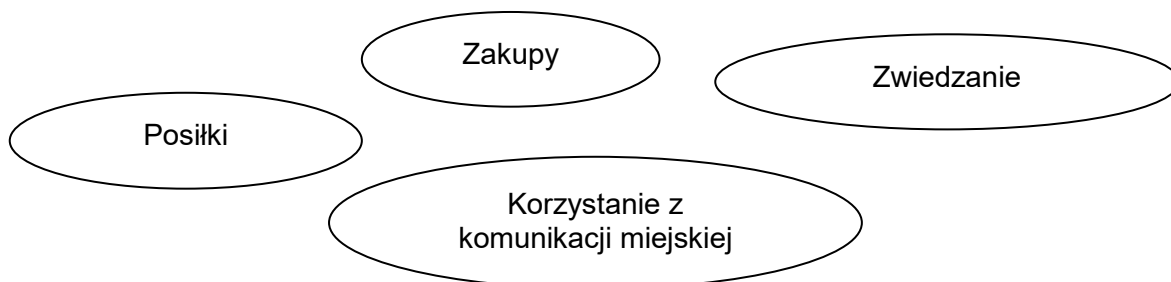 Zakupy
Zwiedzanie
Posiłki
Korzystanie z
komunikacji miejskiej